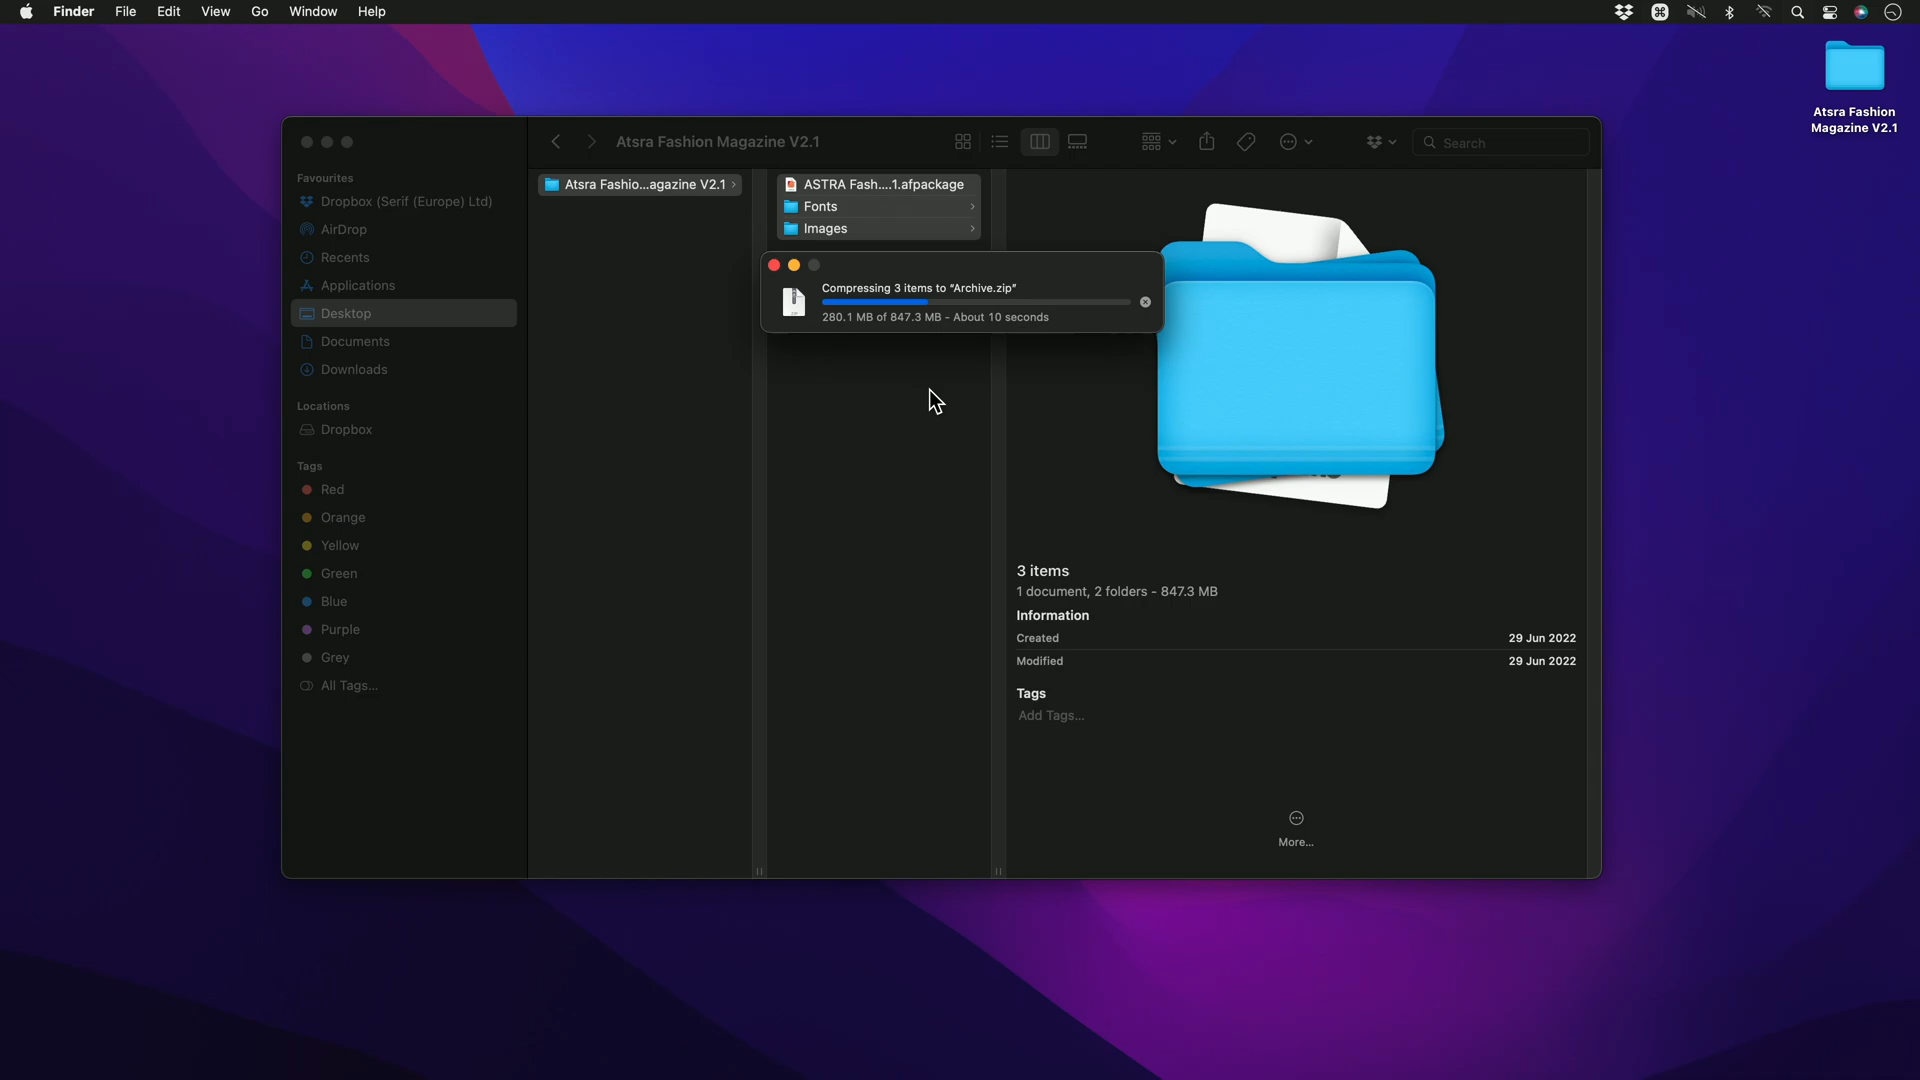 Finder File Edit View Go Window Help
Atsra Fashion
Magazine V2.1
Atsra Fashion Magazine V2.1
Search
Favourites
Dropbox (Serif (Europe) Ltd)
AirDrop
Recents
Applications
Desktop
Documents
Downloads
Locations
Dropbox
Tags
Red
Orange
Yellow
Green
Blue
Purple
Grey
All Tags...
Atsra Fashio...agazine V2.1
ASTRA Fash....1.afpackage
Fonts
Images
Compressing 3 items to "Archive.zip"
280.1 MB of 847.3 MB - About 10 seconds
ZIP
3 items
1 document, 2 folders - 847.3 MB
Information
Created 29 Jun 2022
Modified 29 Jun 2022
Tags
Add Tags...
More...